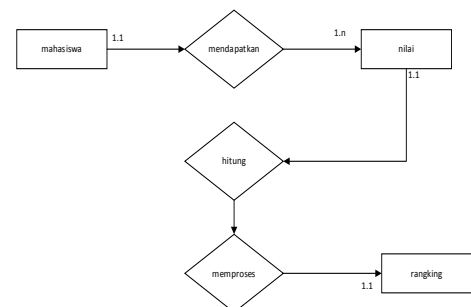 mahasiswa
1.1
mendapatkan
1.n
nilai
1.1
hitung
memproses
1.1
rangking